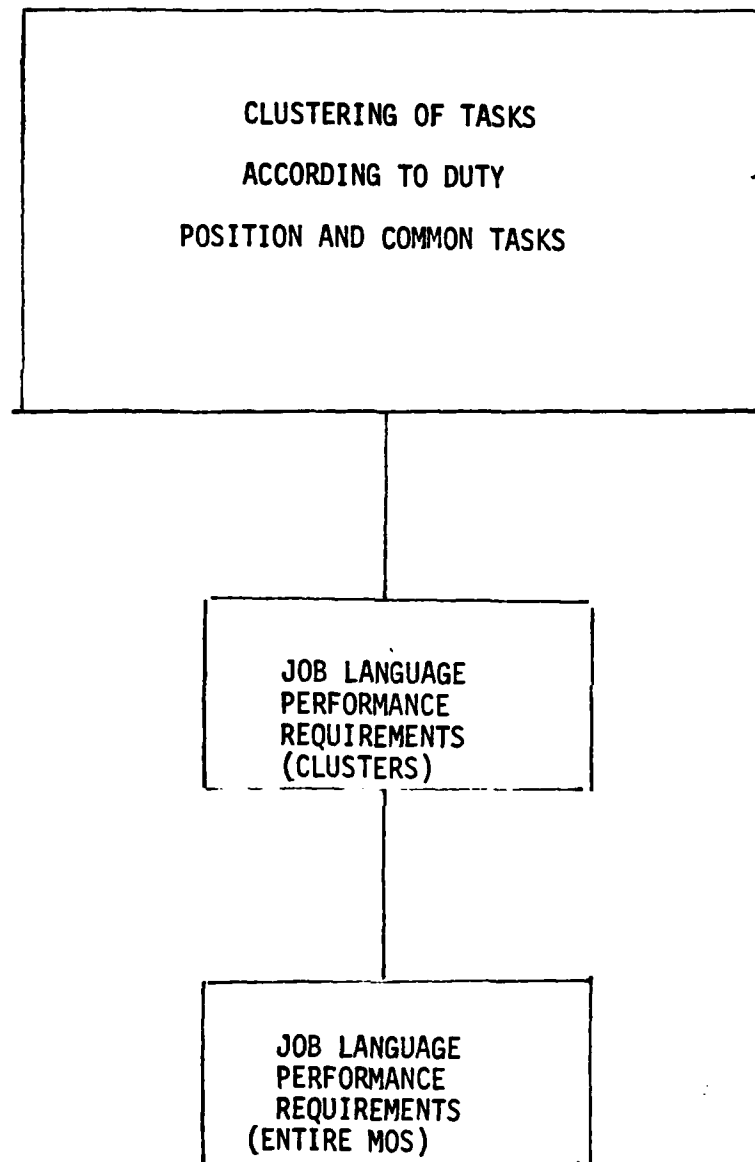 CLUSTERING OF TASKS
ACCORDING TO DUTY
POSITION AND COMMON TASKS
JOB LANGUAGE
PERFORMANCE
REQUIREMENTS
(CLUSTERS)
JOB LANGUAGE
PERFORMANCE
REQUIREMENTS
(ENTIRE MOS)